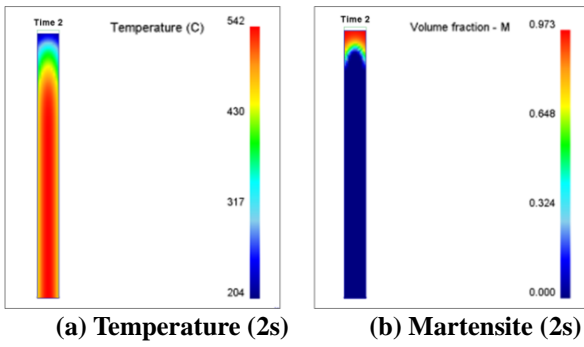 Time 2
Temperature (C)
542
430
317
204
Time 2
Volume fraction - M
0.973
0.648
0.324
0.000
(a) Temperature (2s)
(b) Martensite (2s)